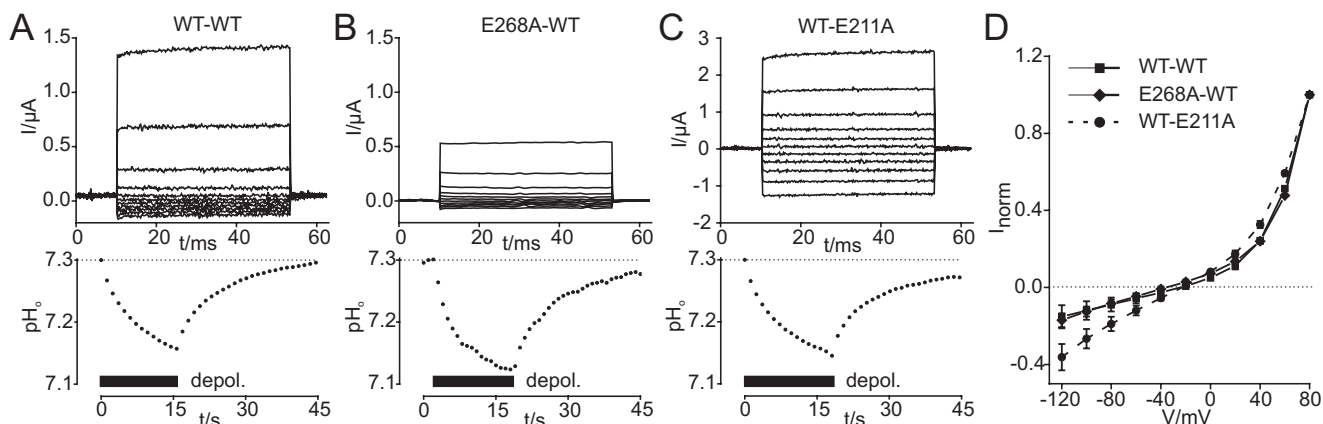 A WT-WT
1.5
1.0
0.5
0.0
I/µA
0 20 40 60
t/ms
7.3
7.2
7.1
pHo
depol.
0 15 30 45
t/s
B E268A-WT
1.5
1.0
0.5
0.0
I/µA
0 20 40 60
t/ms
7.3
7.2
7.1
pHo
depol.
0 15 30 45
t/s
C WT-E211A
3
2
1
0
-1
-2
I/µA
0 20 40 60
t/ms
7.3
7.2
7.1
pHo
depol.
0 15 30 45
t/s
D
WT-WT
E268A-WT
WT-E211A
1.2
0.8
0.4
0.0
-0.4
Inorm
-120 -80 -40 0 40 80
V/mV